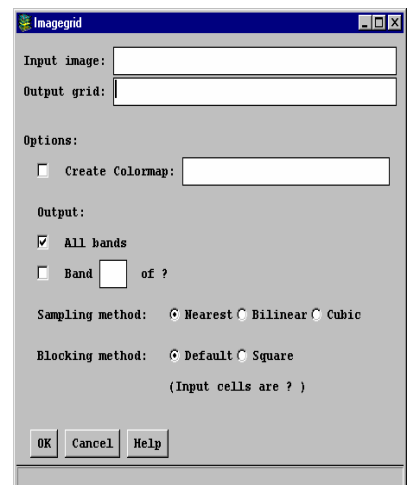 Imagegrid
Input image:
Output grid:
Options:
Create Colormap:
Output:
All bands
Band of ?
Sampling method: Nearest Bilinear Cubic
Blocking method: Default Square
(Input cells are ? )
OK Cancel Help